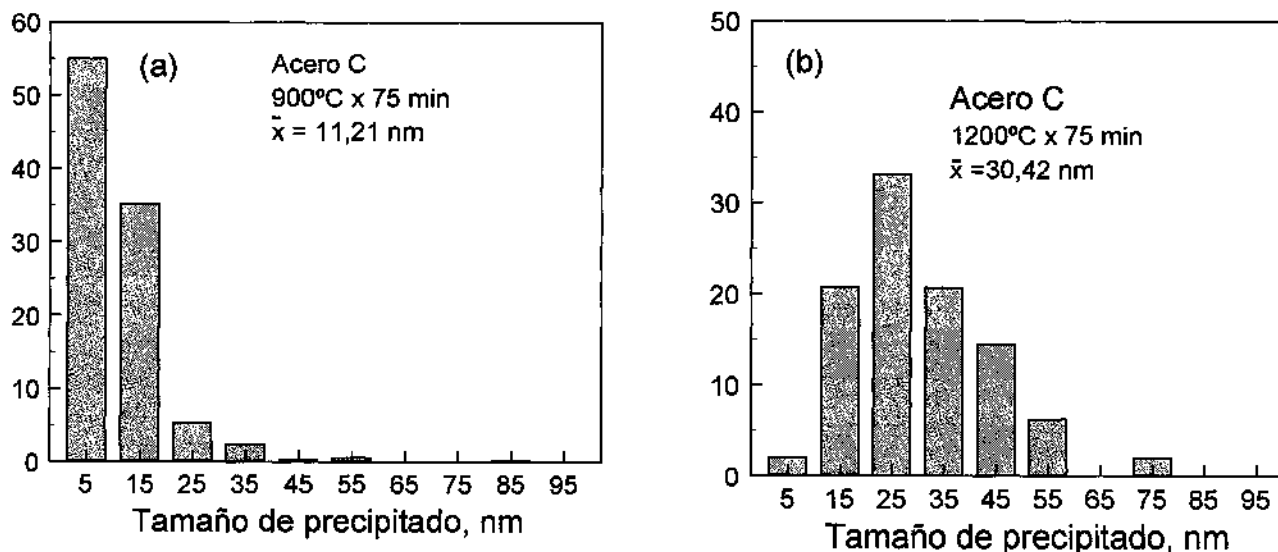 60
50
40
30
20
10
0
(a)
Acero C
900ºC x 75 min
x̄ = 11,21 nm
5 15 25 35 45 55 65 75 85 95
Tamaño de precipitado, nm
50
40
30
20
10
0
(b)
Acero C
1200ºC x 75 min
x̄ =30,42 nm
5 15 25 35 45 55 65 75 85 95
Tamaño de precipitado, nm